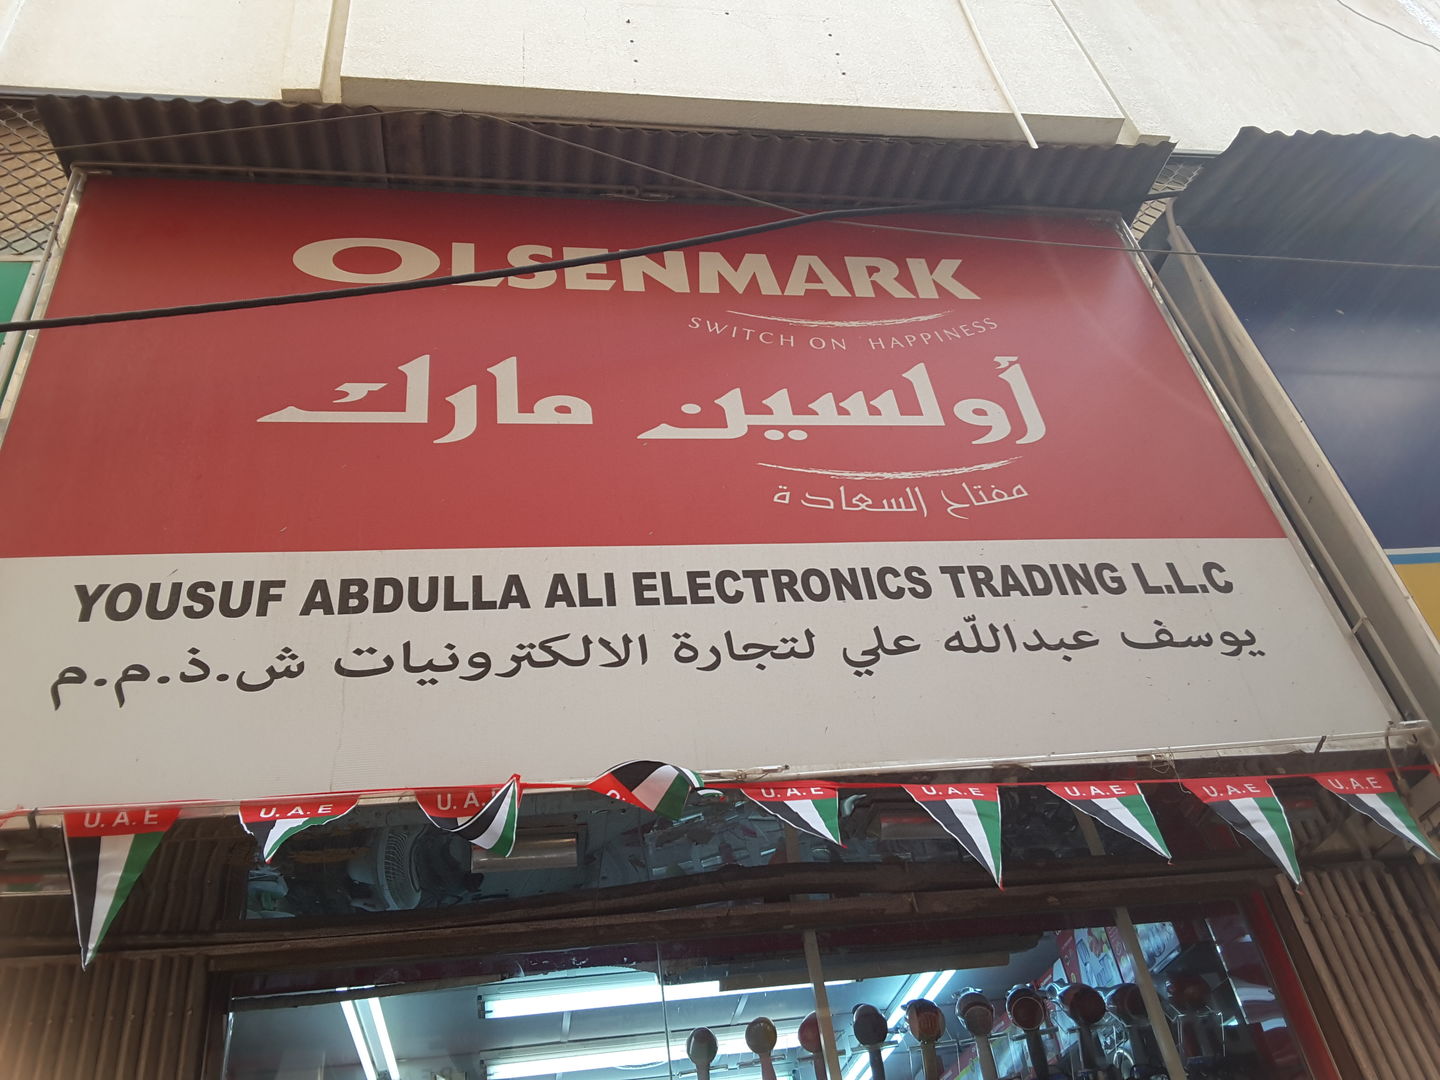 OLSENMARK
SWITCH ON HAPPINESS
أولسين مارك
مفتاح السعادة
YOUSUF ABDULLA ALI ELECTRONICS TRADING L.L.C
يوسف عبدالله علي لتجارة الالكترونيات ش.ذ.م.م
U.A.E U.A.E U.A.E U.A.E U.A.E U.A.E U.A.E U.A.E